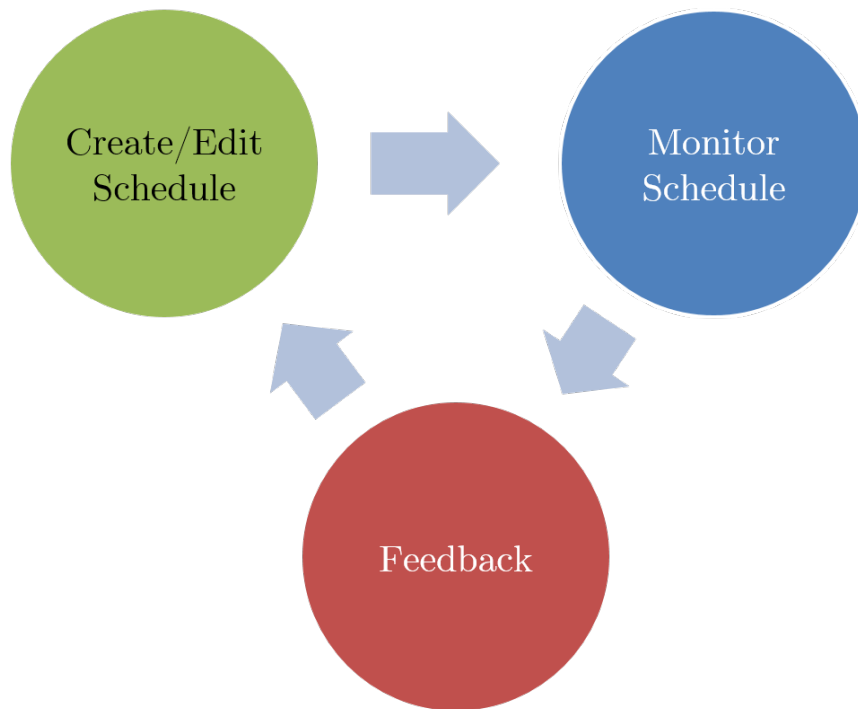 Create/Edit
Schedule
Monitor
Schedule
Feedback